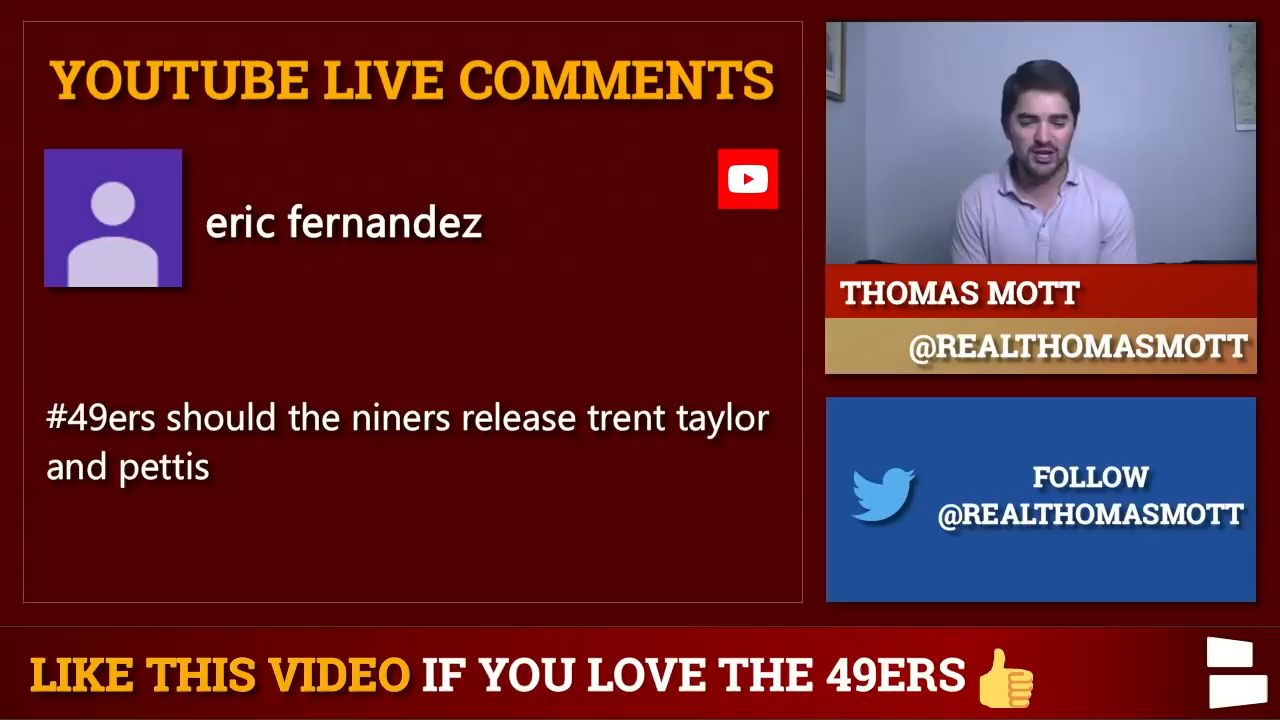 YOUTUBE LIVE COMMENTS
eric fernandez
#49ers should the niners release trent taylor
and pettis
THOMAS MOTT
@REALTHOMASMOTT
FOLLOW
@REALTHOMASMOTT
LIKE THIS VIDEO IF YOU LOVE THE 49ERS